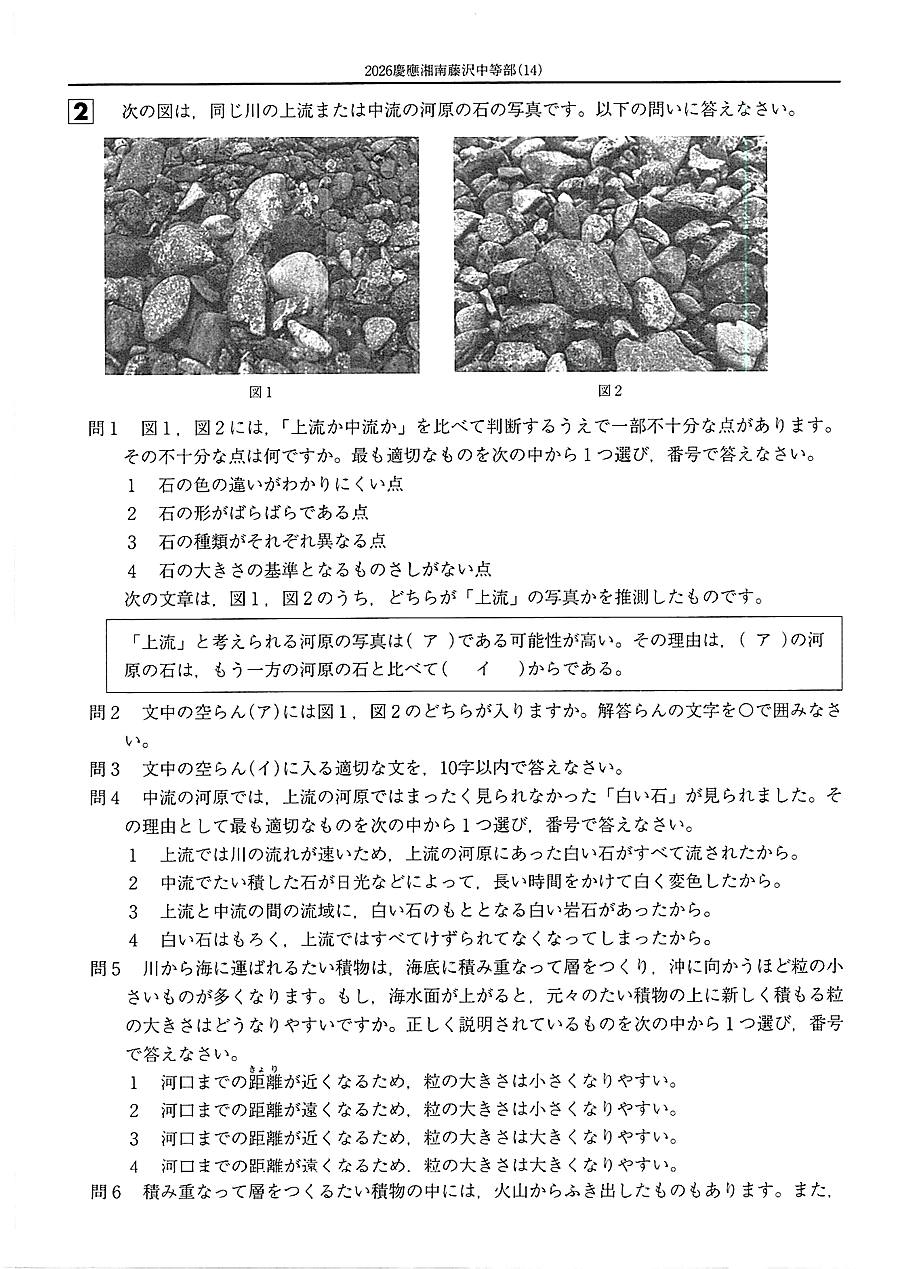 2026慶應湘南藤沢中等部(14)
2 次の図は，同じ川の上流または中流の河原の石の写真です。以下の問いに答えなさい。
図1 図2
問1 図1，図2には，「上流か中流か」を比べて判断するうえで一部不十分な点があります。
その不十分な点は何ですか。最も適切なものを次の中から1つ選び，番号で答えなさい。
1 石の色の違いがわかりにくい点
2 石の形がばらばらである点
3 石の種類がそれぞれ異なる点
4 石の大きさの基準となるものさしがない点
次の文章は，図1，図2のうち，どちらが「上流」の写真かを推測したものです。
「上流」と考えられる河原の写真は( ア )である可能性が高い。その理由は，( ア )の河
原の石は，もう一方の河原の石と比べて( イ )からである。
問2 文中の空らん(ア)には図1，図2のどちらが入りますか。解答らんの文字を○で囲みなさ
い。
問3 文中の空らん(イ)に入る適切な文を，10字以内で答えなさい。
問4 中流の河原では，上流の河原ではまったく見られなかった「白い石」が見られました。そ
の理由として最も適切なものを次の中から1つ選び，番号で答えなさい。
1 上流では川の流れが速いため，上流の河原にあった白い石がすべて流されたから。
2 中流でたい積した石が日光などによって，長い時間をかけて白く変色したから。
3 上流と中流の間の流域に，白い石のもととなる白い岩石があったから。
4 白い石はもろく，上流ではすべてけずられてなくなってしまったから。
問5 川から海に運ばれるたい積物は，海底に積み重なって層をつくり，沖に向かうほど粒の小
さいものが多くなります。もし，海水面が上がると，元々のたい積物の上に新しく積もる粒
の大きさはどうなりやすいですか。正しく説明されているものを次の中から1つ選び，番号
で答えなさい。
きょり
1 河口までの距離が近くなるため，粒の大きさは小さくなりやすい。
2 河口までの距離が遠くなるため，粒の大きさは小さくなりやすい。
3 河口までの距離が近くなるため，粒の大きさは大きくなりやすい。
4 河口までの距離が遠くなるため，粒の大きさは大きくなりやすい。
問6 積み重なって層をつくるたい積物の中には，火山からふき出したものもあります。また，